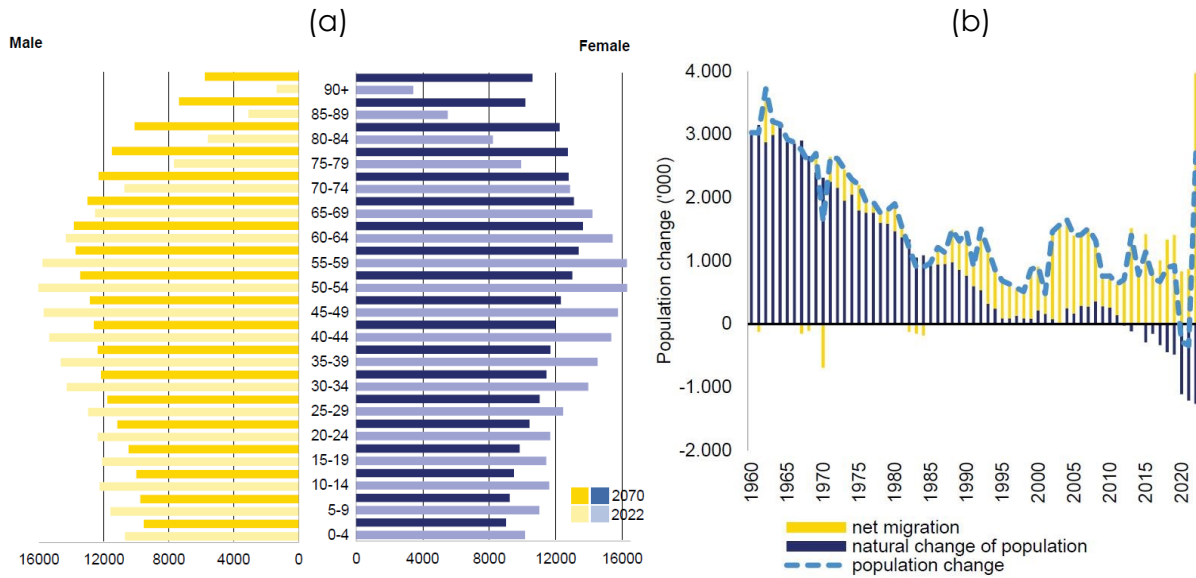 (a)
Male
Female
90+
85-89
80-84
75-79
70-74
65-69
60-64
55-59
50-54
45-49
40-44
35-39
30-34
25-29
20-24
15-19
10-14
5-9
0-4
2070
2022
16000 12000 8000 4000 0
0 4000 8000 12000 16000
(b)
Population change ('000)
4.000
3.000
2.000
1.000
0
-1.000
-2.000
1960 1965 1970 1975 1980 1985 1990 1995 2000 2005 2010 2015 2020
net migration
natural change of population
population change